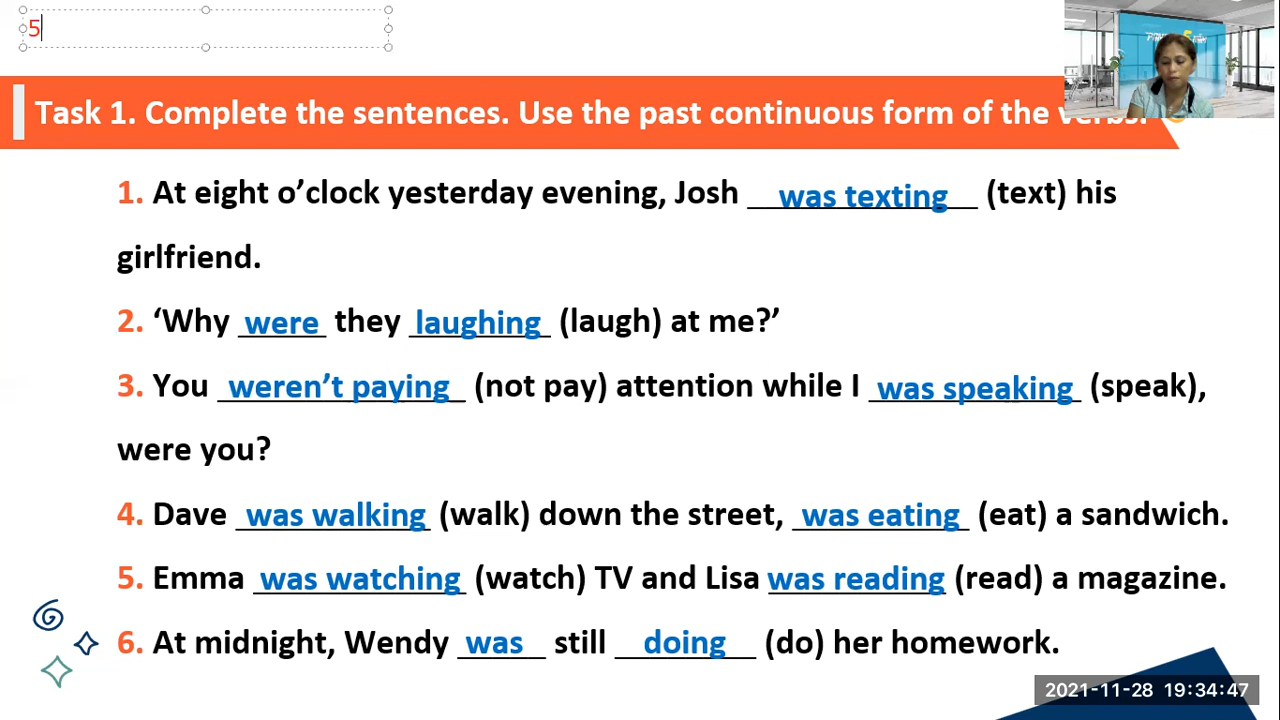 5
Task 1. Complete the sentences. Use the past continuous form of the verbs.
1. At eight o’clock yesterday evening, Josh was texting (text) his
girlfriend.
2. ‘Why were they laughing (laugh) at me?’
3. You weren’t paying (not pay) attention while I was speaking (speak),
were you?
4. Dave was walking (walk) down the street, was eating (eat) a sandwich.
5. Emma was watching (watch) TV and Lisa was reading (read) a magazine.
6. At midnight, Wendy was still doing (do) her homework.
2021-11-28 19:34:47